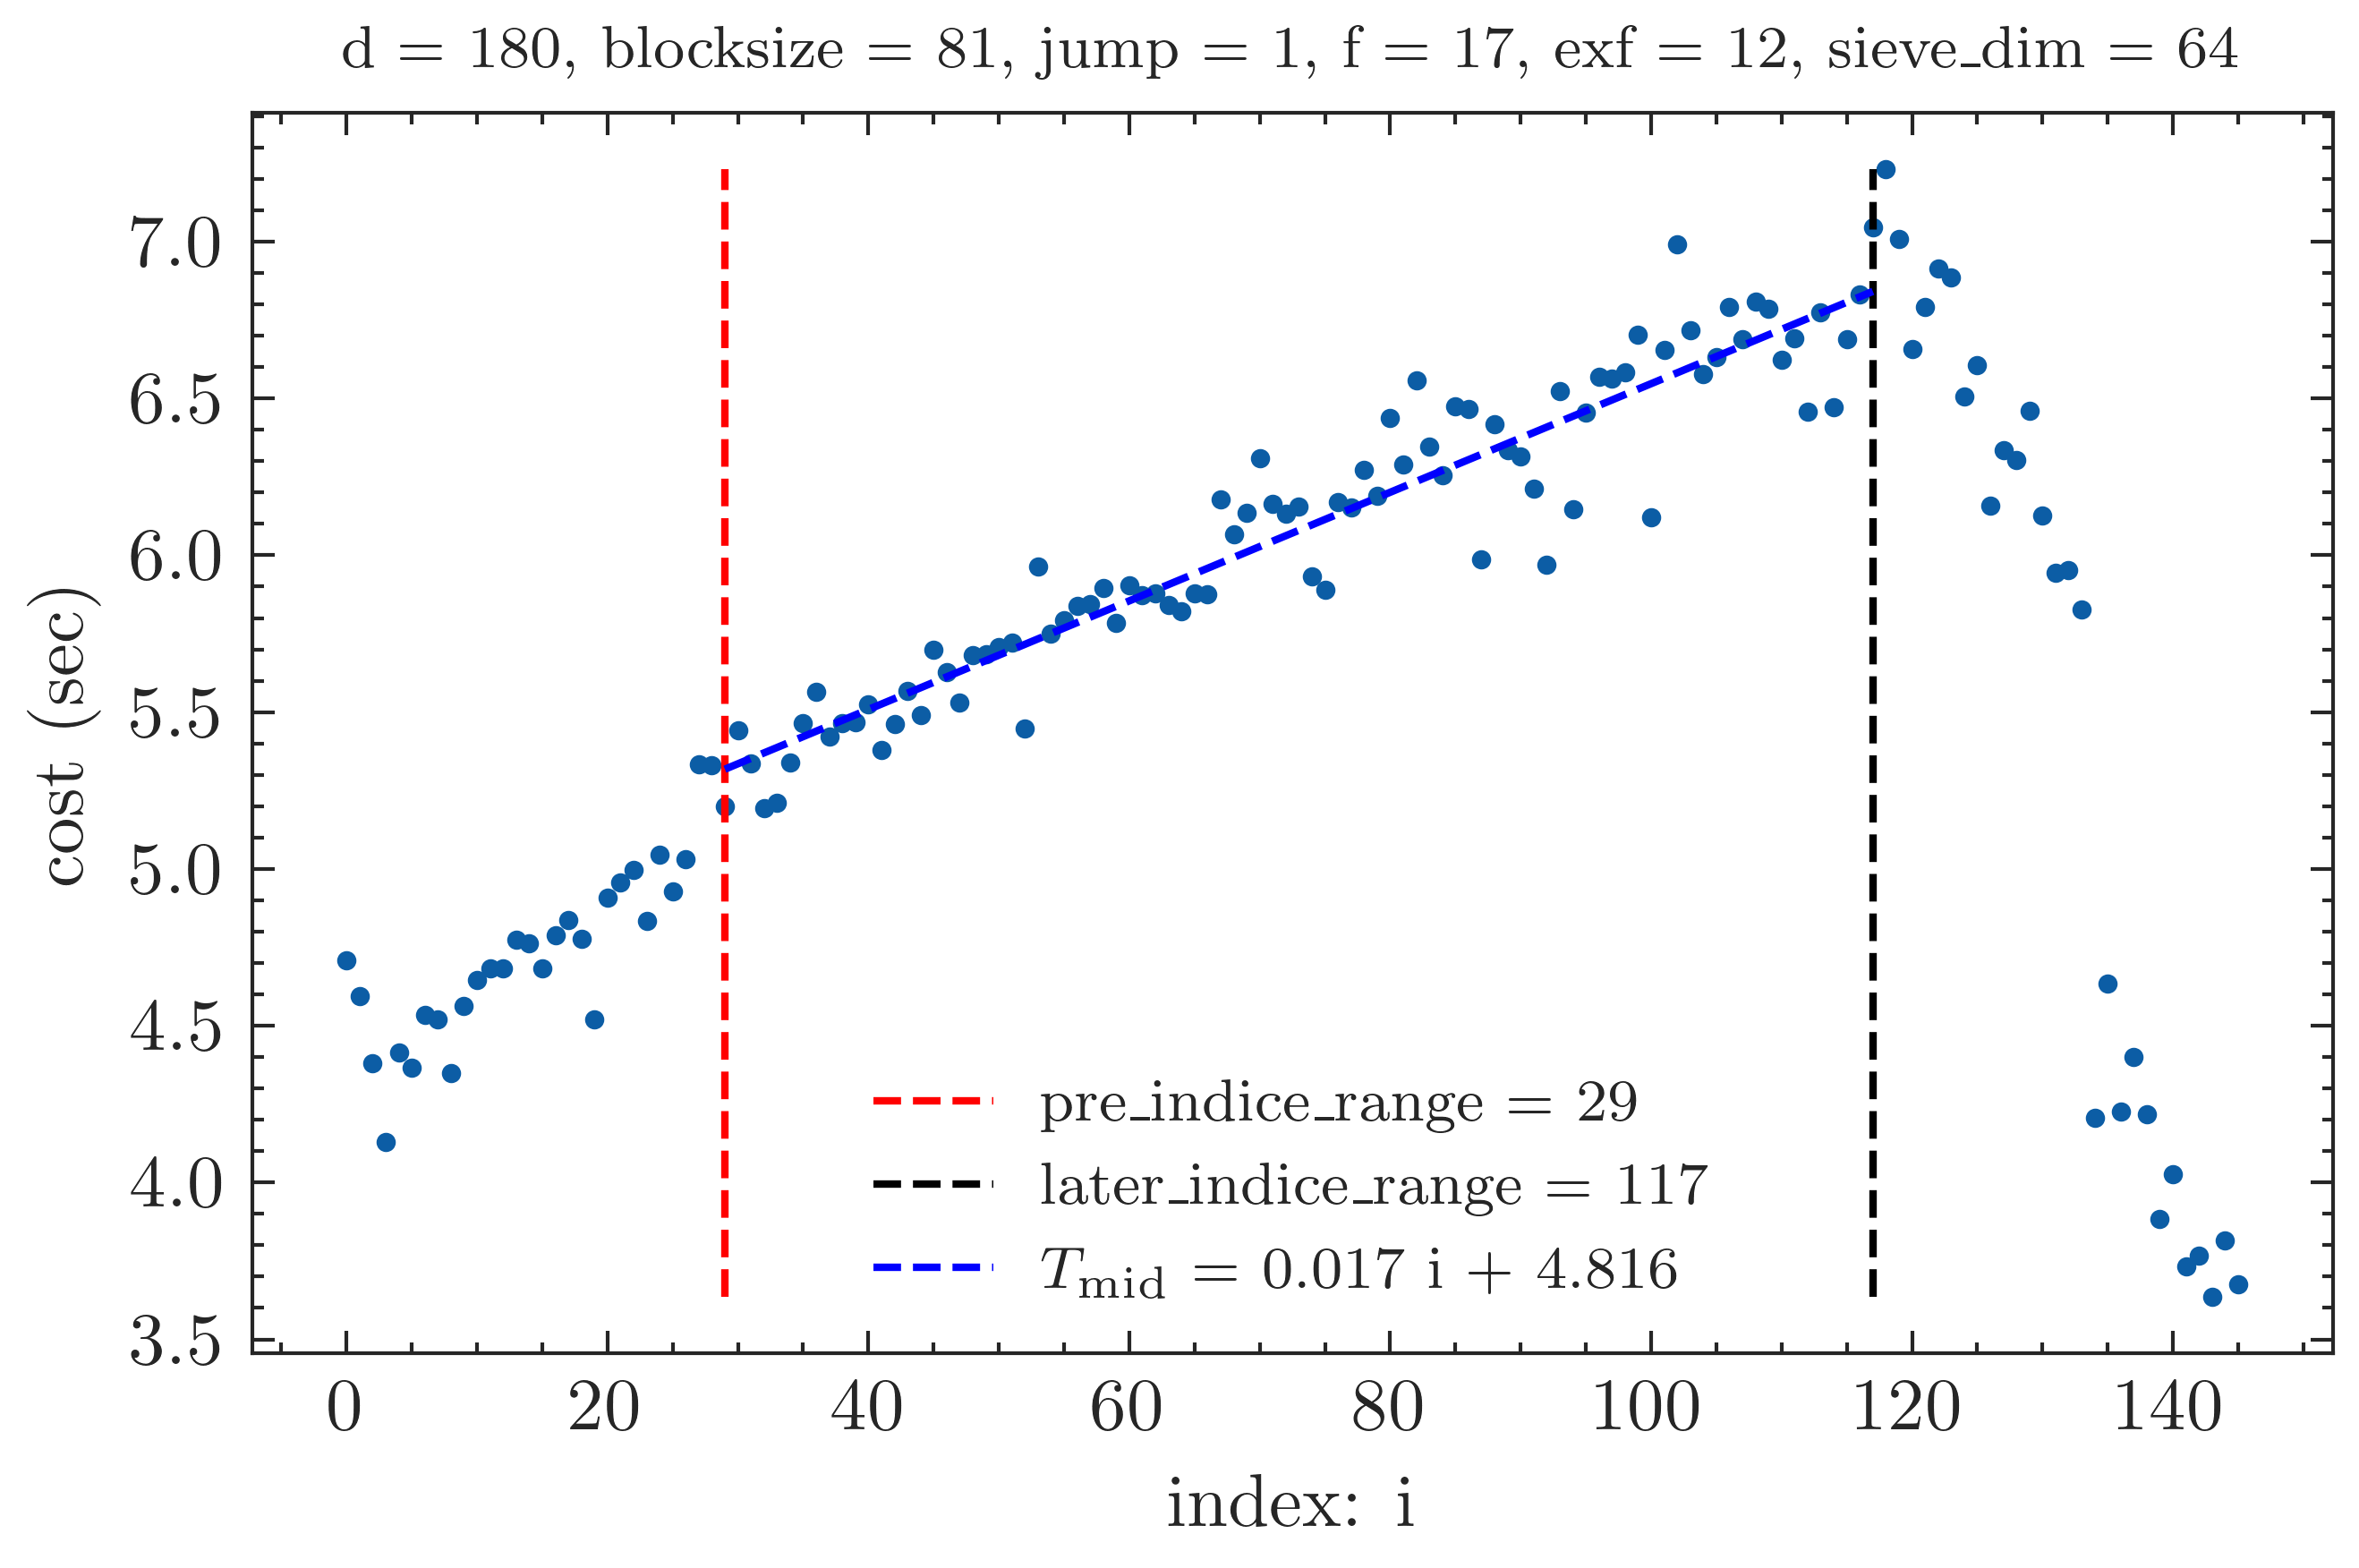 d = 180, blocksize = 81, jump = 1, f = 17, exf = 12, sieve_dim = 64
7.0
6.5
6.0
5.5
5.0
4.5
4.0
3.5
cost (sec)
pre_indice_range = 29
later_indice_range = 117
T_mid = 0.017 i + 4.816
0 20 40 60 80 100 120 140
index: i